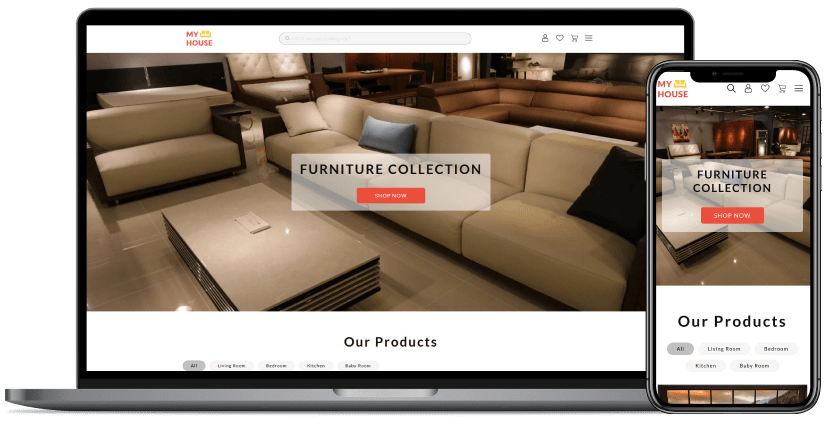 MY
HOUSE
FURNITURE COLLECTION
SHOP NOW
Our Products
All
Living Room
Bedroom
Kitchen
Baby Room
MY
HOUSE
FURNITURE
COLLECTION
SHOP NOW
Our Products
All
Living Room
Bedroom
Kitchen
Baby Room